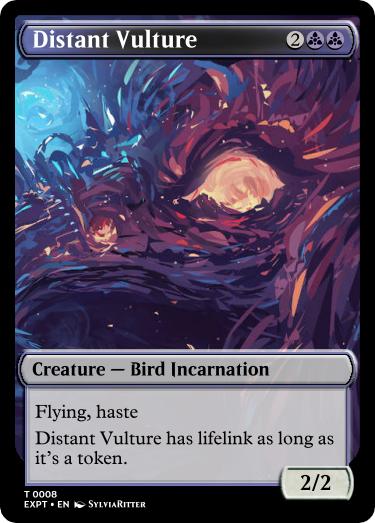 Distant Vulture 2
Creature — Bird Incarnation
Flying, haste
Distant Vulture has lifelink as long as
it's a token.
2/2
T 0008
EXPT • EN SylviaRitter